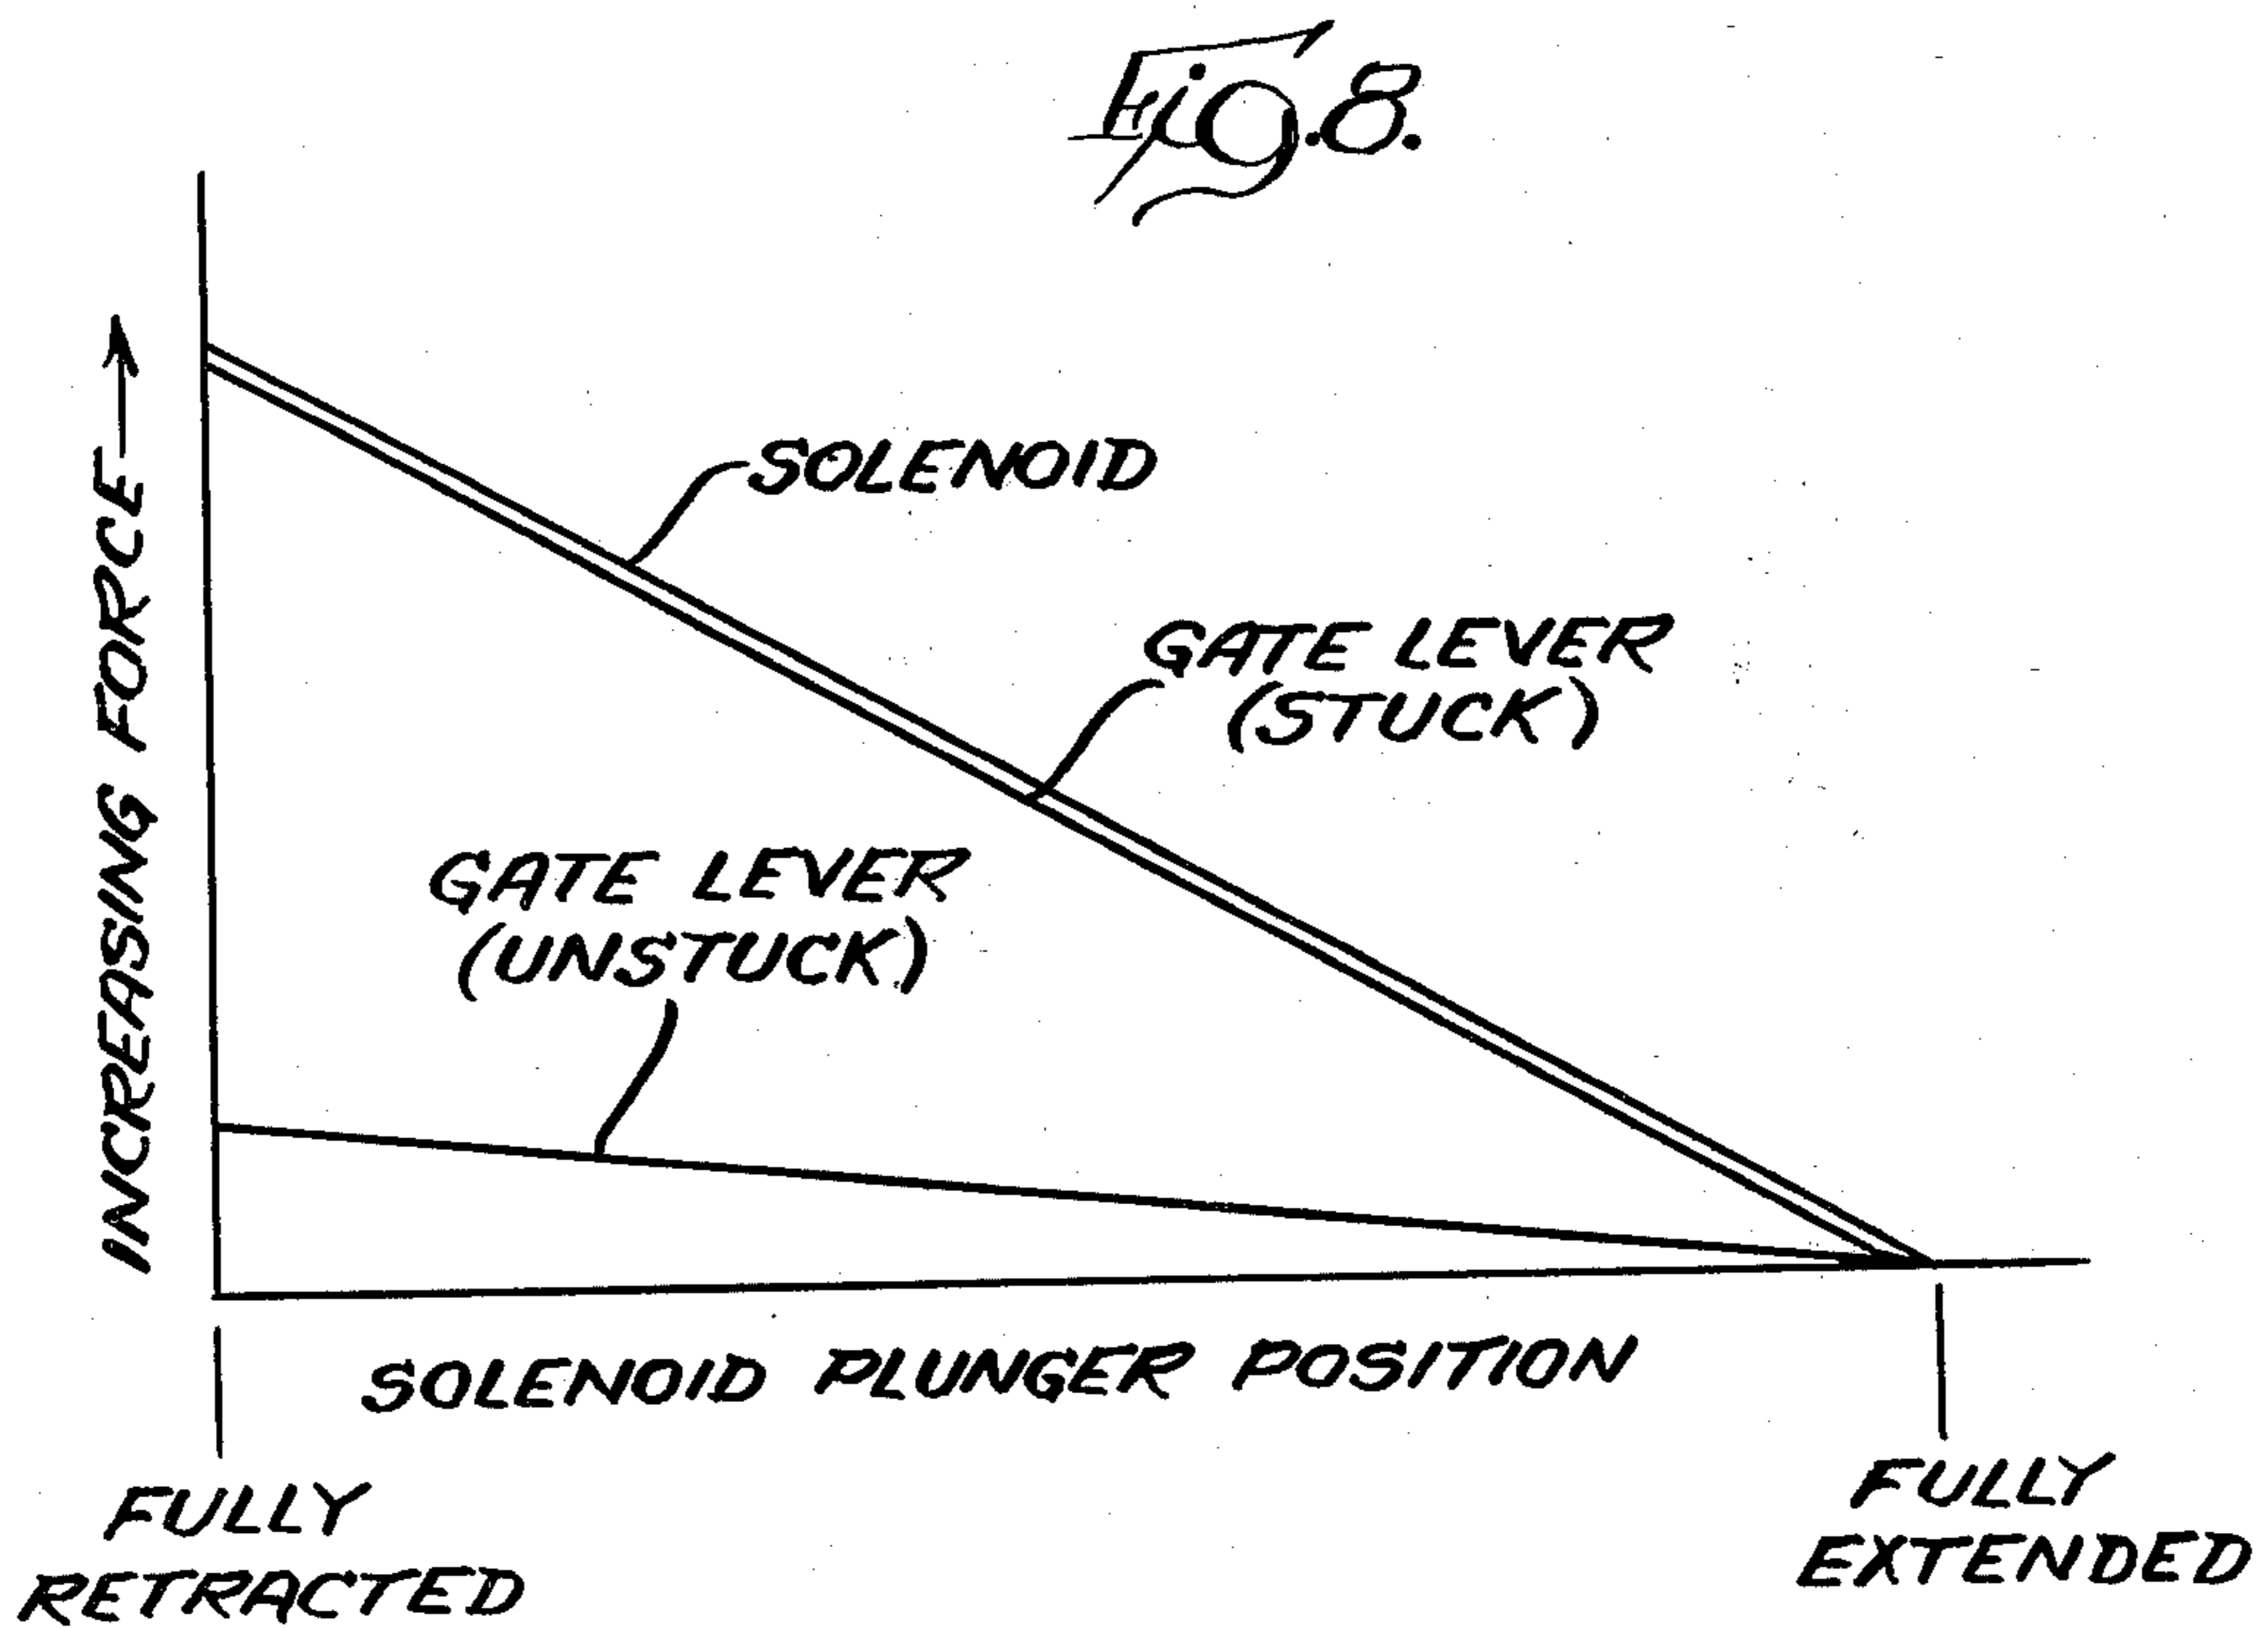 Fig. 8.
INCREASING FORCE
SOLENOID
GATE LEVER
(STUCK)
GATE LEVER
(UNSTUCK)
SOLENOID PLUNGER POSITION
FULLY
RETRACTED
FULLY
EXTENDED